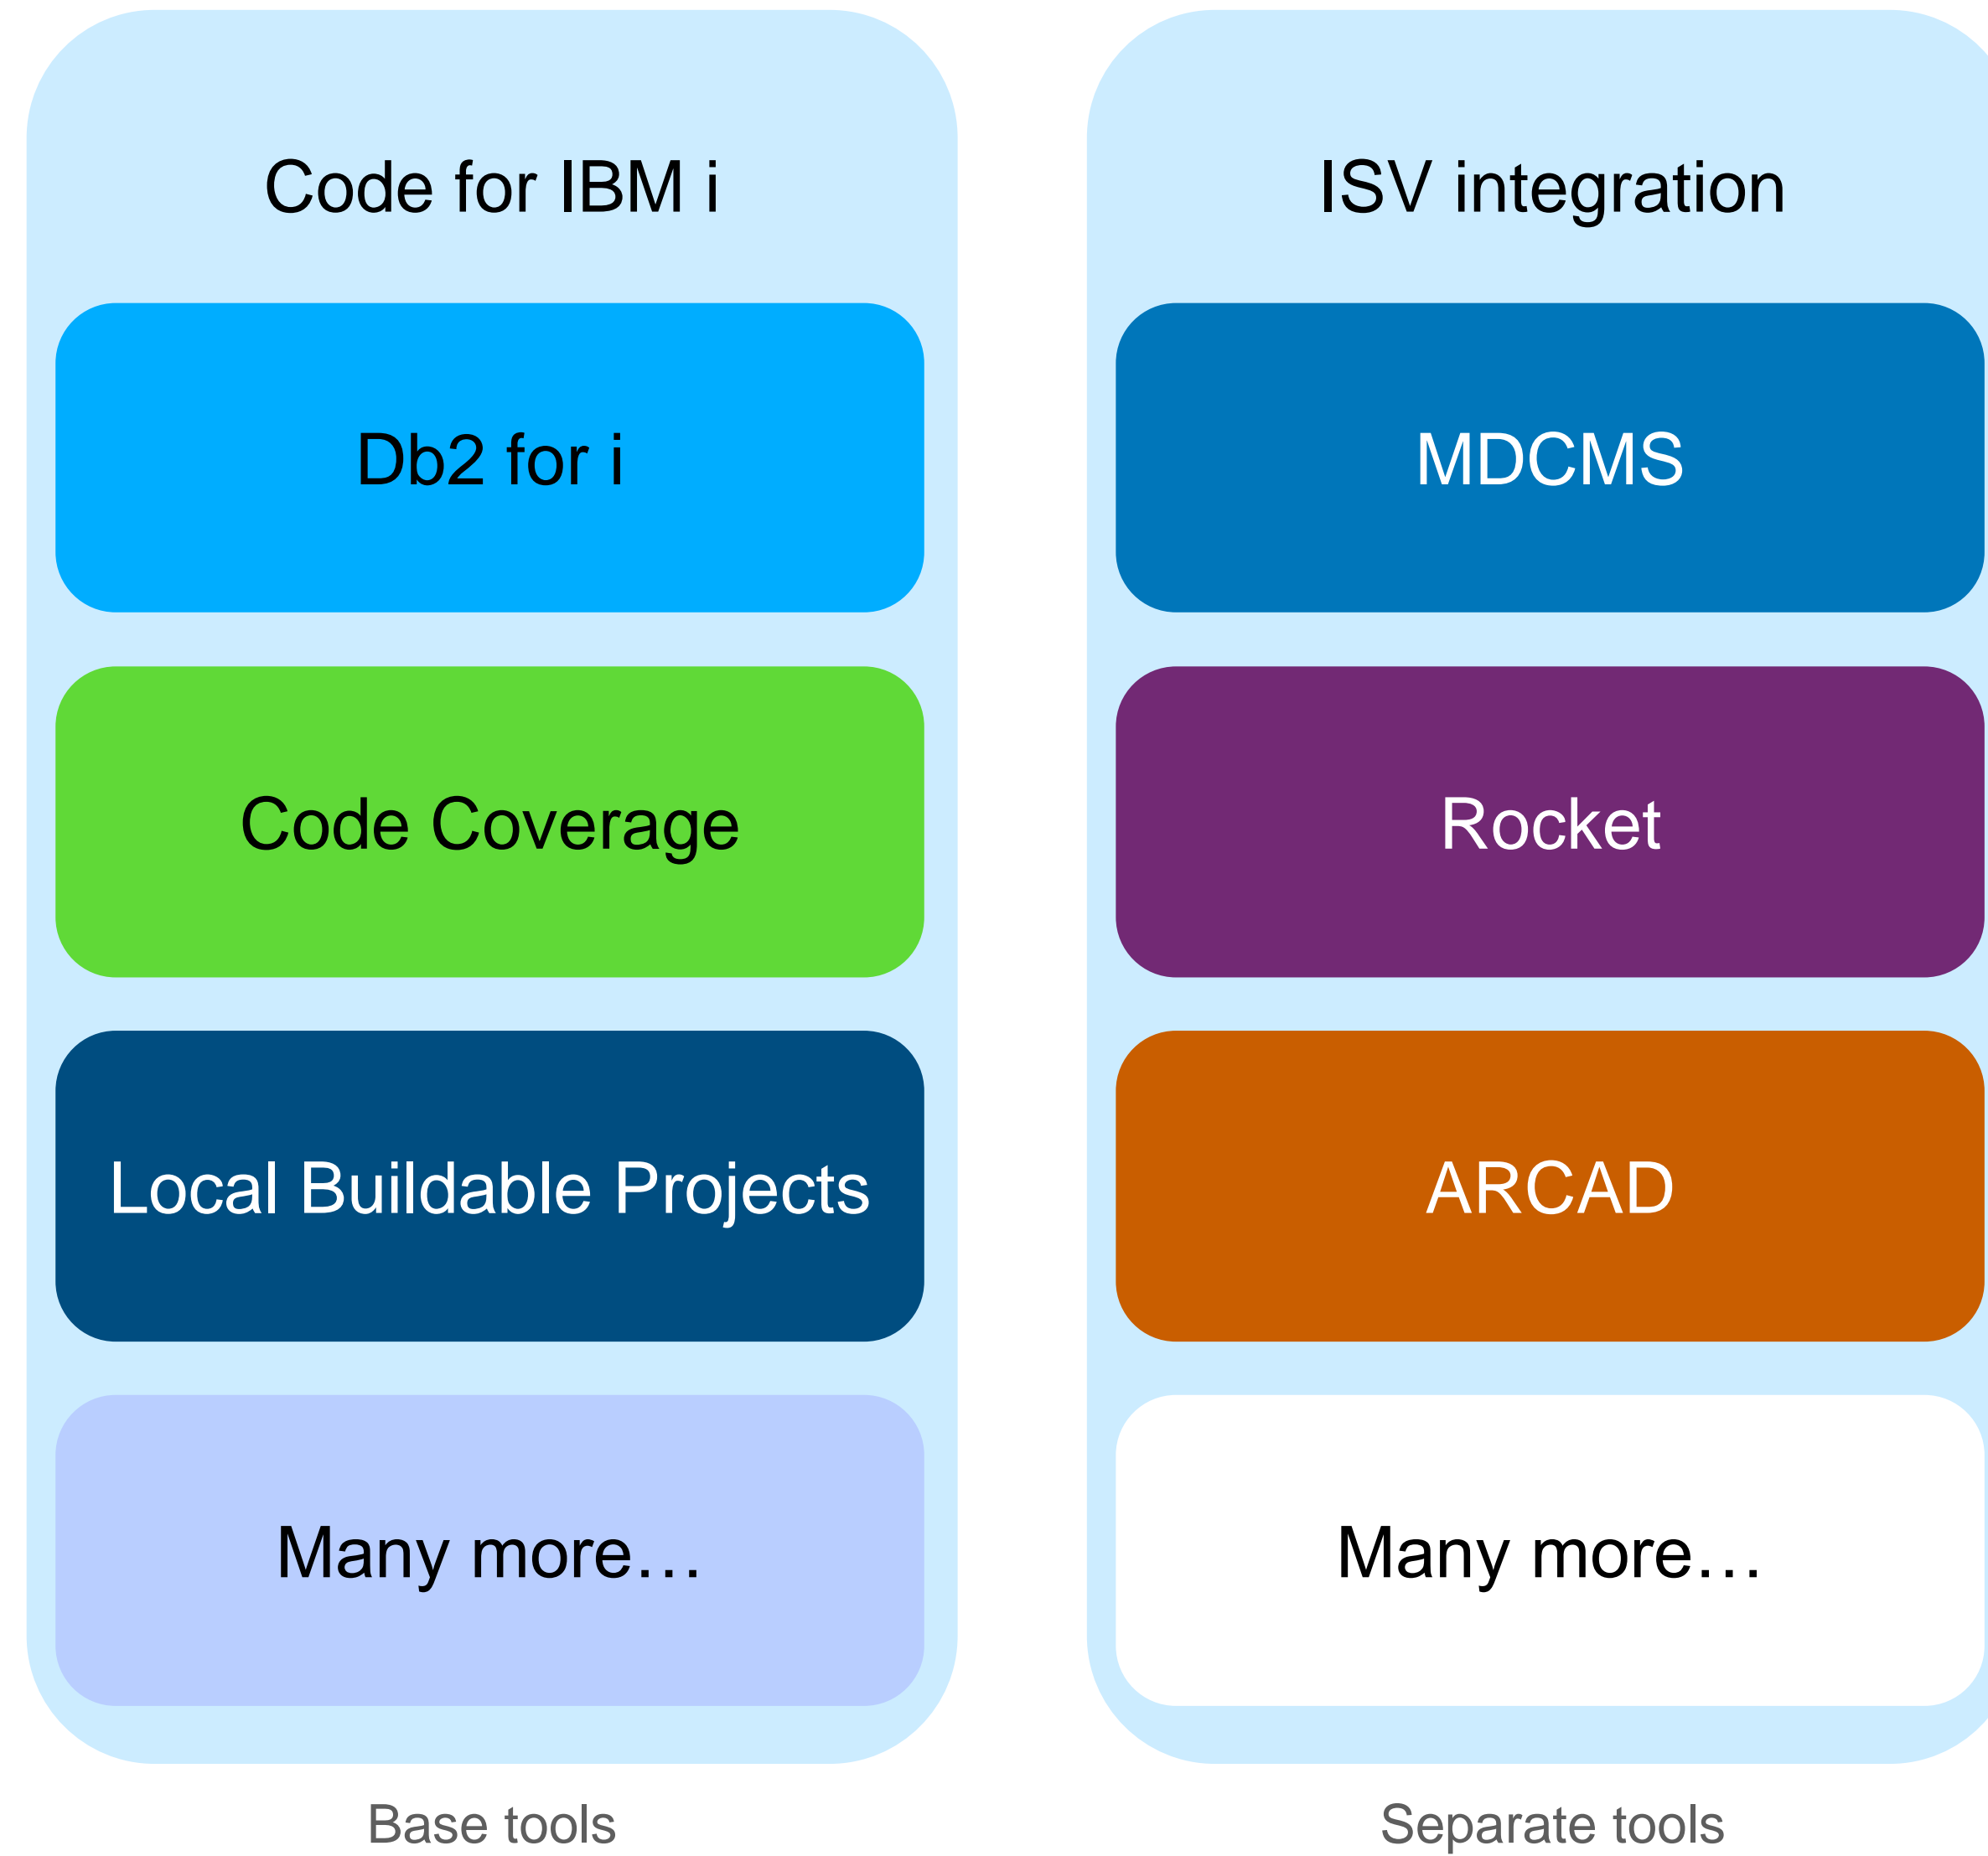 Code for IBM i
Db2 for i
Code Coverage
Local Buildable Projects
Many more…
Base tools
ISV integration
MDCMS
Rocket
ARCAD
Many more…
Separate tools